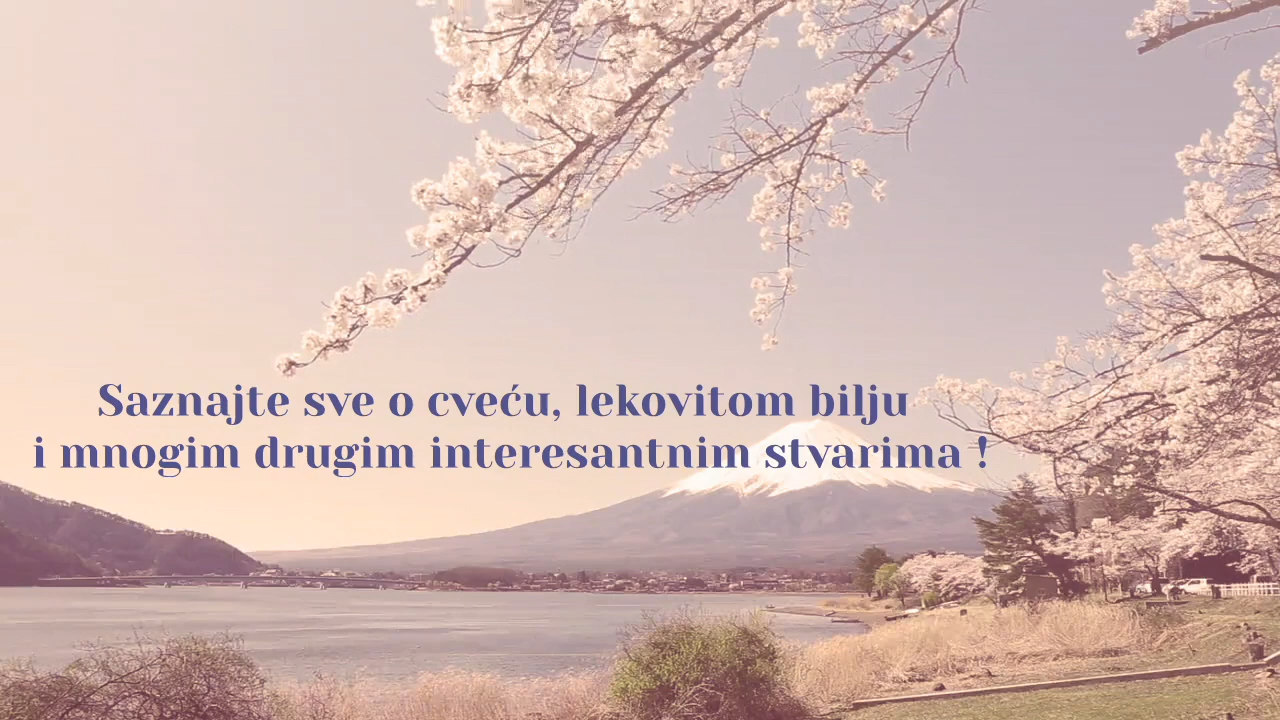 Saznajte sve o cveću, lekovitom bilju
i mnogim drugim interesantnim stvarima !